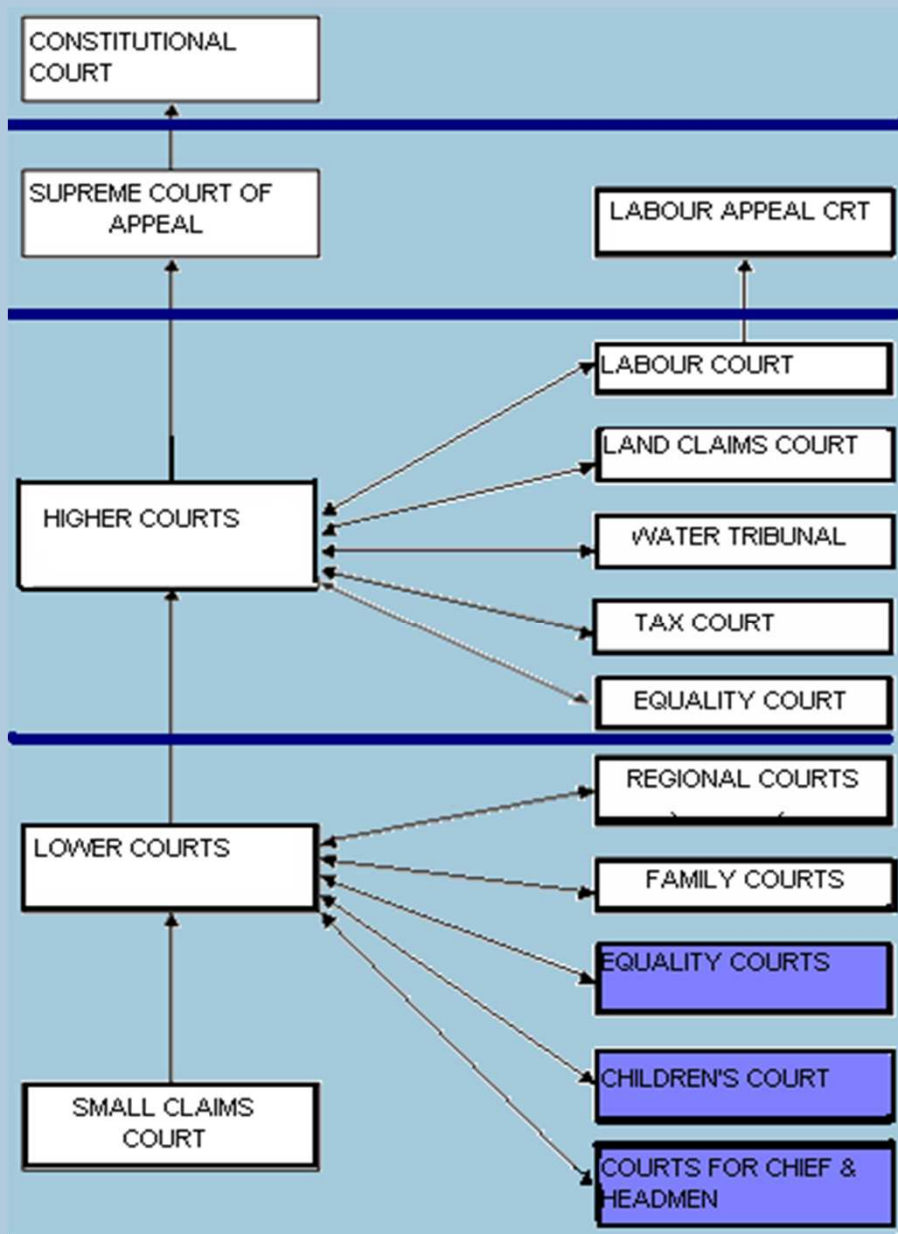 CONSTITUTIONAL
COURT
SUPREME COURT OF
APPEAL
LABOUR APPEAL CRT
LABOUR COURT
LAND CLAIMS COURT
HIGHER COURTS
WATER TRIBUNAL
TAX COURT
EQUALITY COURT
REGIONAL COURTS
LOWER COURTS
FAMILY COURTS
EQUALITY COURTS
CHILDREN'S COURT
SMALL CLAIMS
COURT
COURTS FOR CHIEF &
HEADMEN